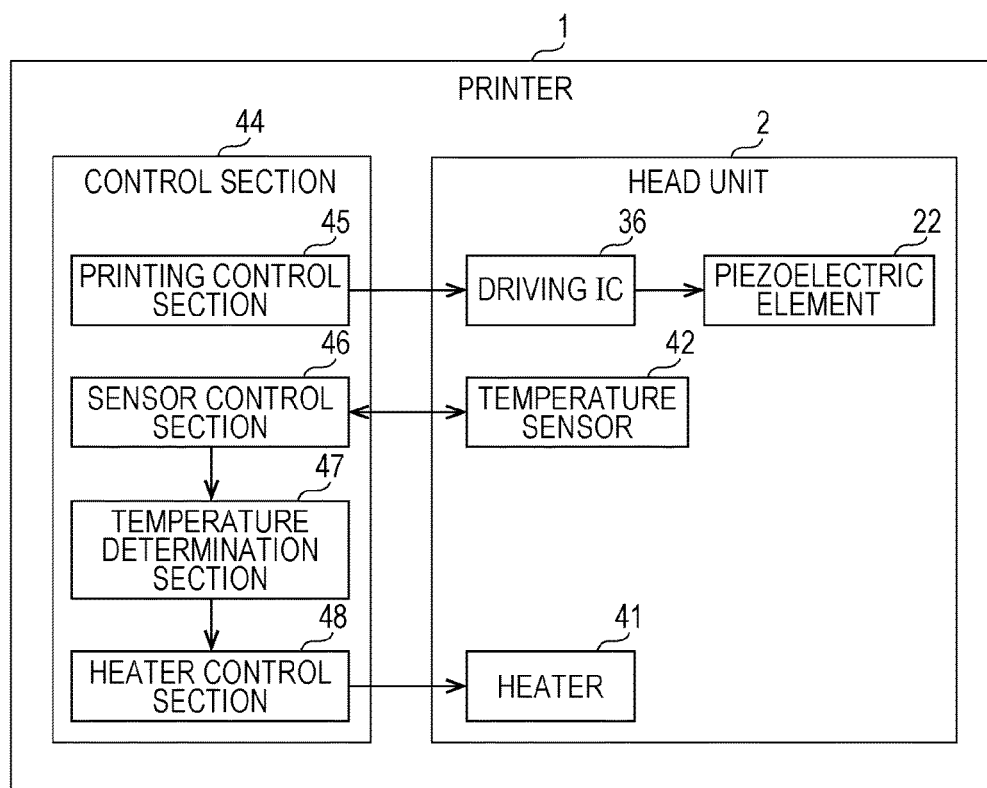 1
PRINTER
44
2
CONTROL SECTION
HEAD UNIT
45
36
22
PRINTING CONTROL
SECTION
DRIVING IC
PIEZOELECTRIC
ELEMENT
46
42
SENSOR CONTROL
SECTION
TEMPERATURE
SENSOR
47
TEMPERATURE
DETERMINATION
SECTION
48
41
HEATER CONTROL
SECTION
HEATER